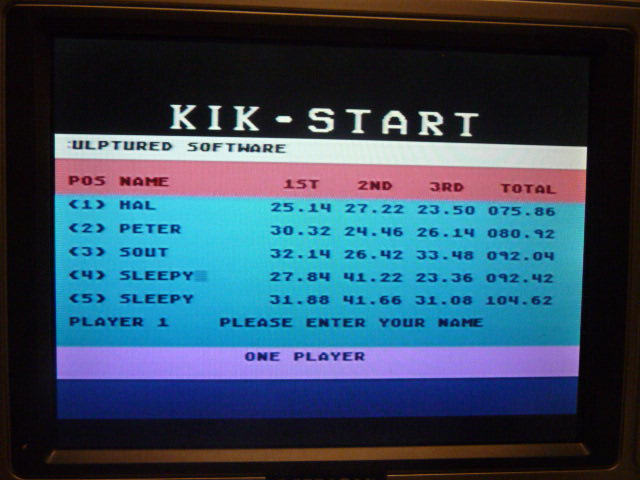 KIK-START
ULPTURED SOFTWARE
POS NAME 1ST 2ND 3RD TOTAL
<1> HAL 25.14 27.22 23.50 075.86
<2> PETER 30.32 24.46 26.14 080.92
<3> SOUT 32.14 26.42 33.48 092.04
<4> SLEEPY 27.84 41.22 23.36 092.42
<5> SLEEPY 31.88 41.66 31.08 104.62
PLAYER 1 PLEASE ENTER YOUR NAME
ONE PLAYER